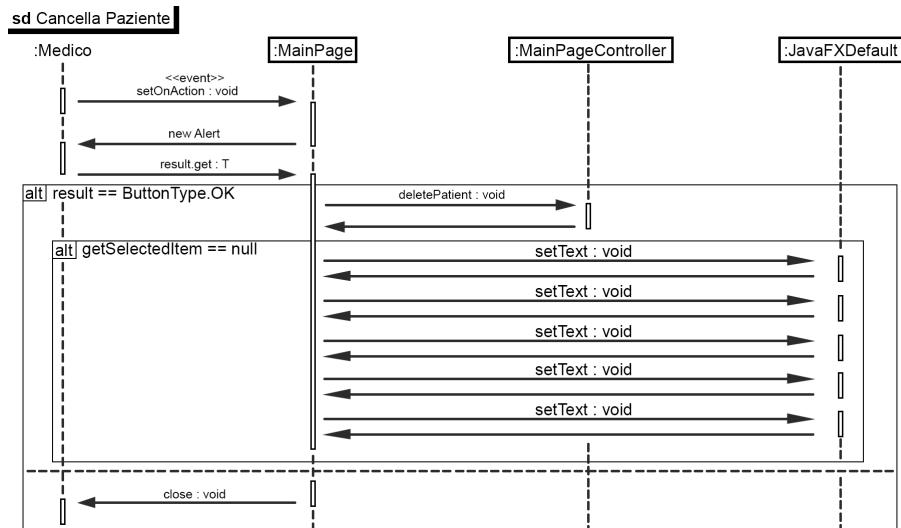 sd Cancella Paziente
:Medico
:MainPage
:MainPageController
:JavaFXDefault
<<event>>
setOnAction : void
new Alert
result.get : T
alt result == ButtonType.OK
deletePatient : void
alt getSelectedItem == null
setText : void
setText : void
setText : void
setText : void
setText : void
close : void